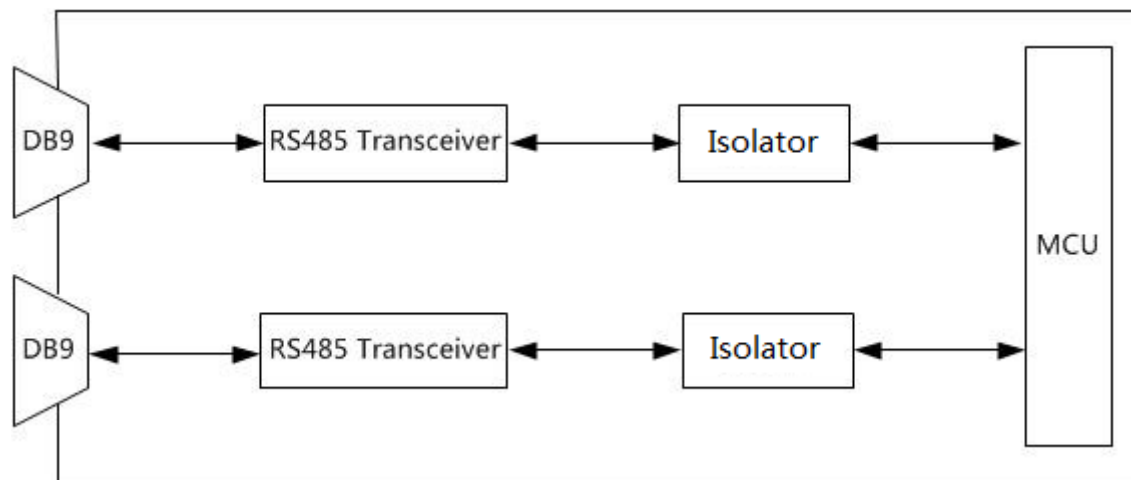 DB9
RS485 Transceiver
Isolator
MCU
DB9
RS485 Transceiver
Isolator